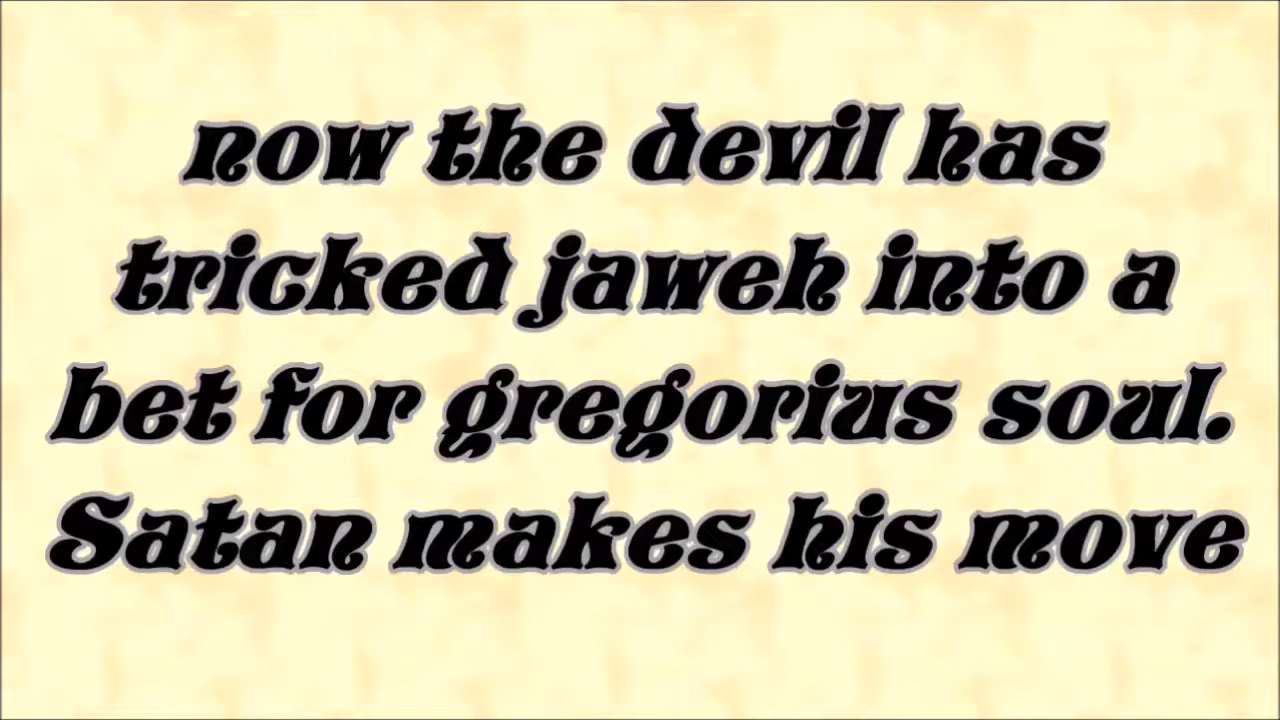 now the devil has
tricked jaweh into a
bet for gregorius soul.
Satan makes his move